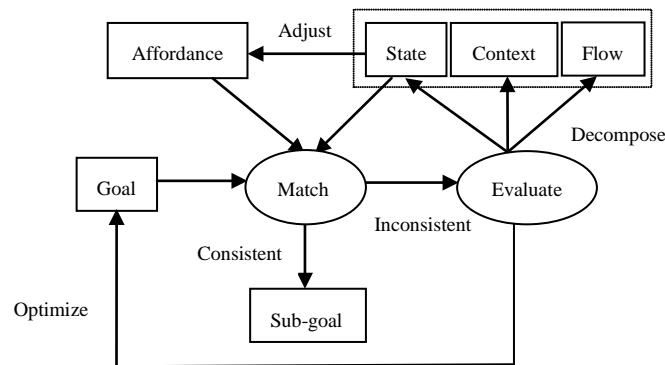 Adjust
Affordance
State
Context
Flow
Decompose
Goal
Match
Evaluate
Inconsistent
Consistent
Optimize
Sub-goal